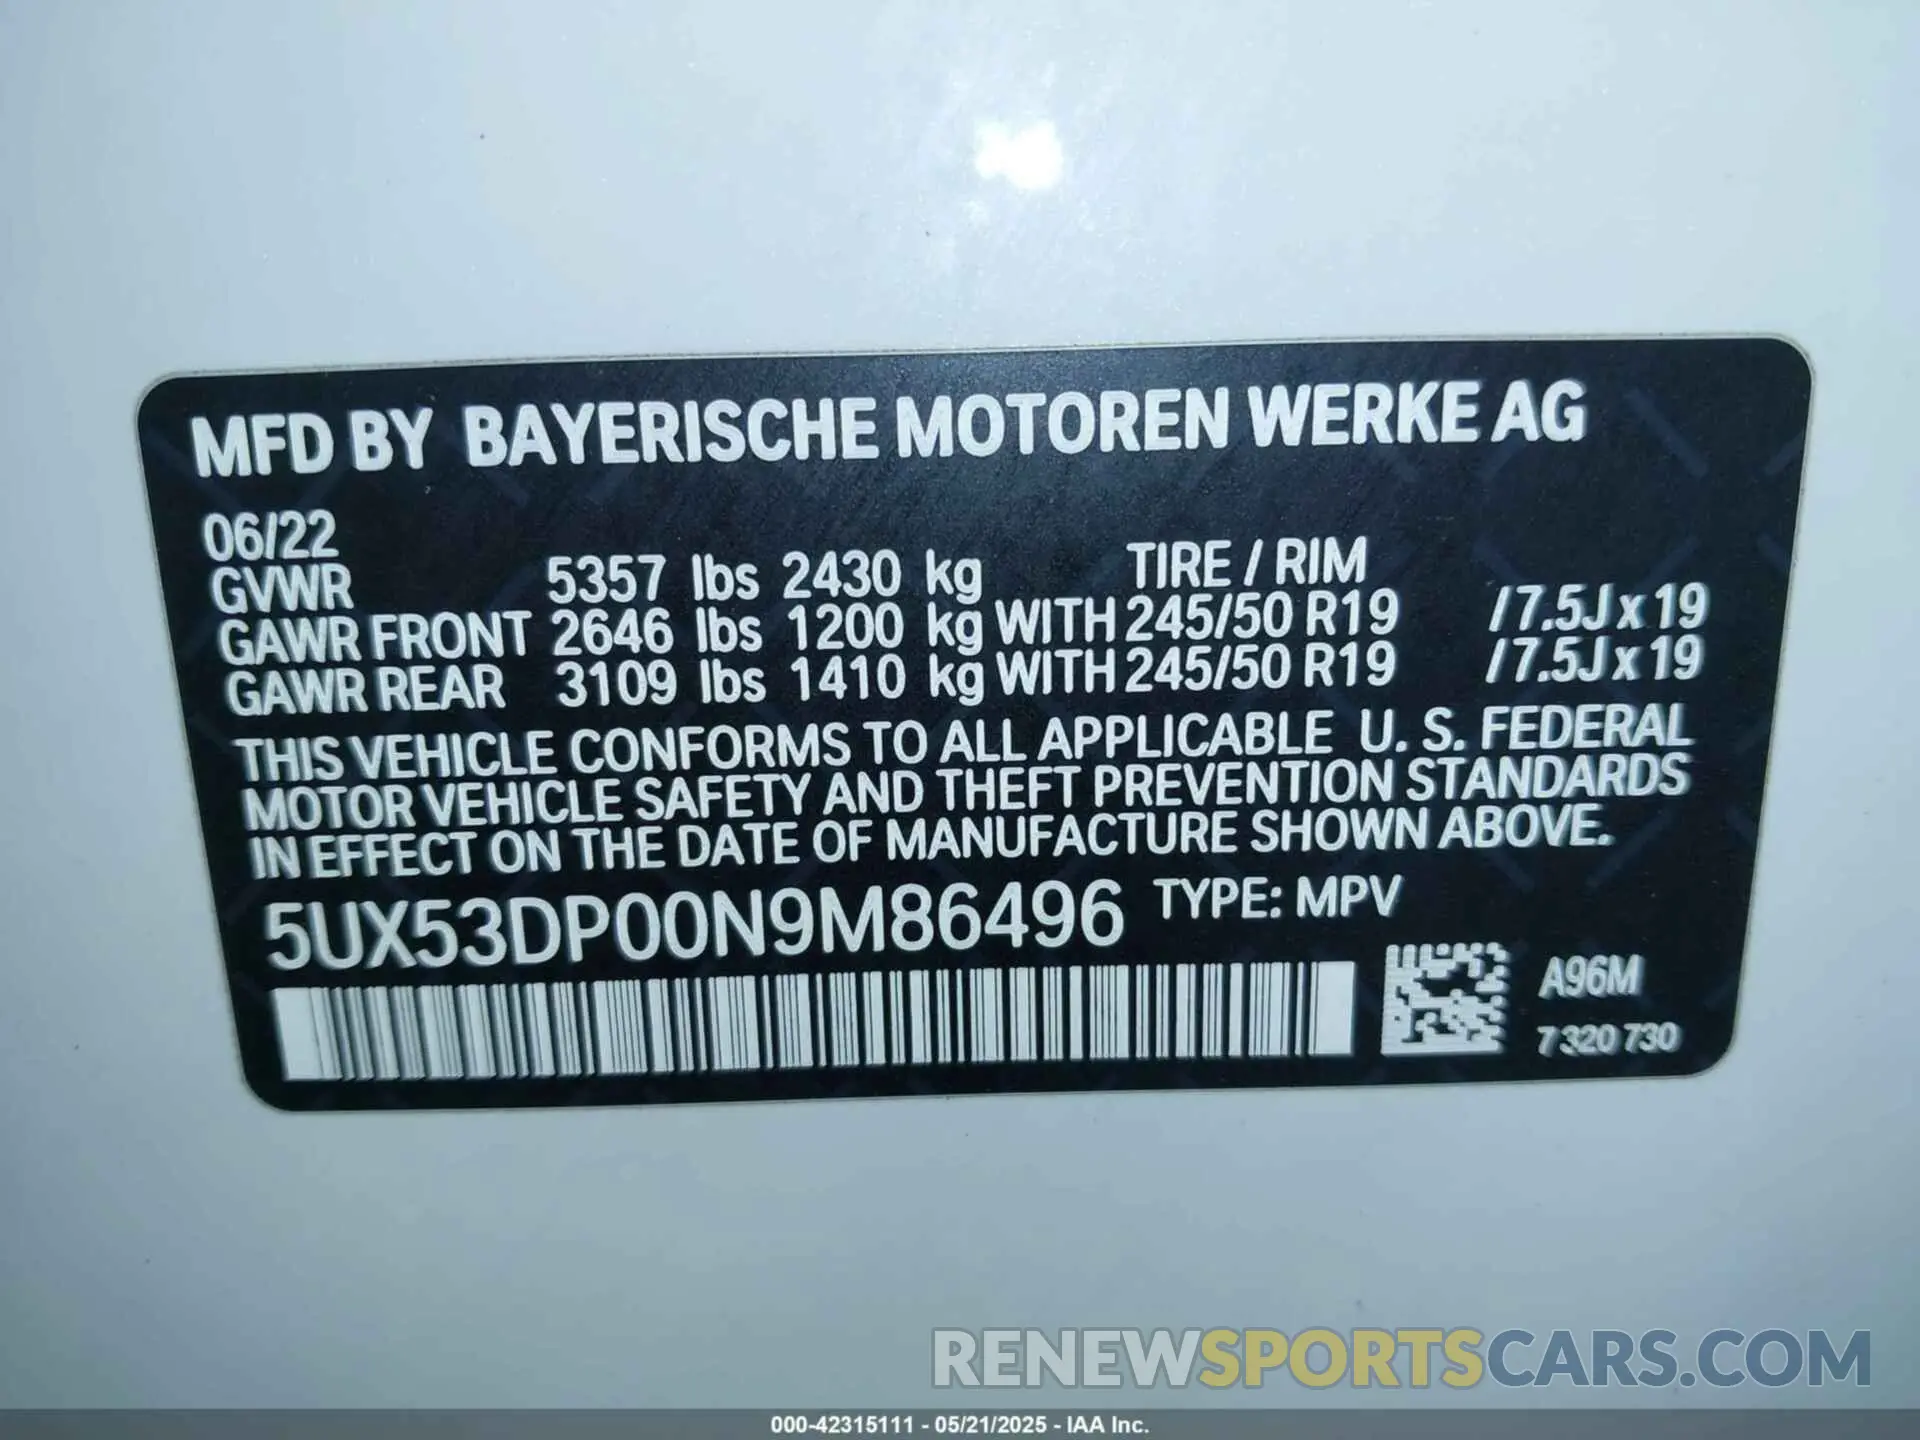 MFD BY BAYERISCHE MOTOREN WERKE AG
06/22
GVWR 5357 lbs 2430 kg TIRE / RIM
GAWR FRONT 2646 lbs 1200 kg WITH 245/50 R19 /7.5J x 19
GAWR REAR 3109 lbs 1410 kg WITH 245/50 R19 /7.5J x 19
THIS VEHICLE CONFORMS TO ALL APPLICABLE U. S. FEDERAL
MOTOR VEHICLE SAFETY AND THEFT PREVENTION STANDARDS
IN EFFECT ON THE DATE OF MANUFACTURE SHOWN ABOVE.
5UX53DP00N9M86496 TYPE: MPV
A96M
7 320 730
RENEWSPORTSCARS.COM
000-42315111 - 05/21/2025 - IAA Inc.